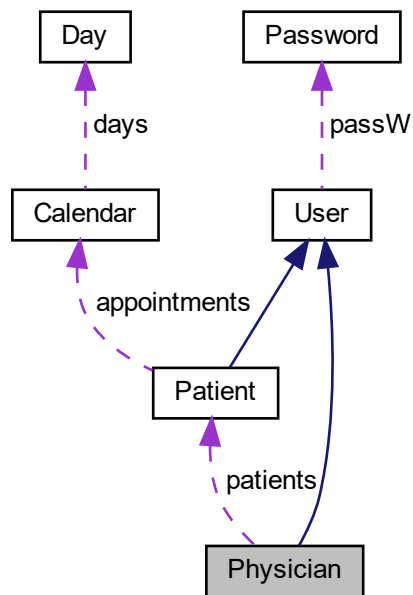 Day
Password
days
passW
Calendar
User
appointments
Patient
patients
Physician